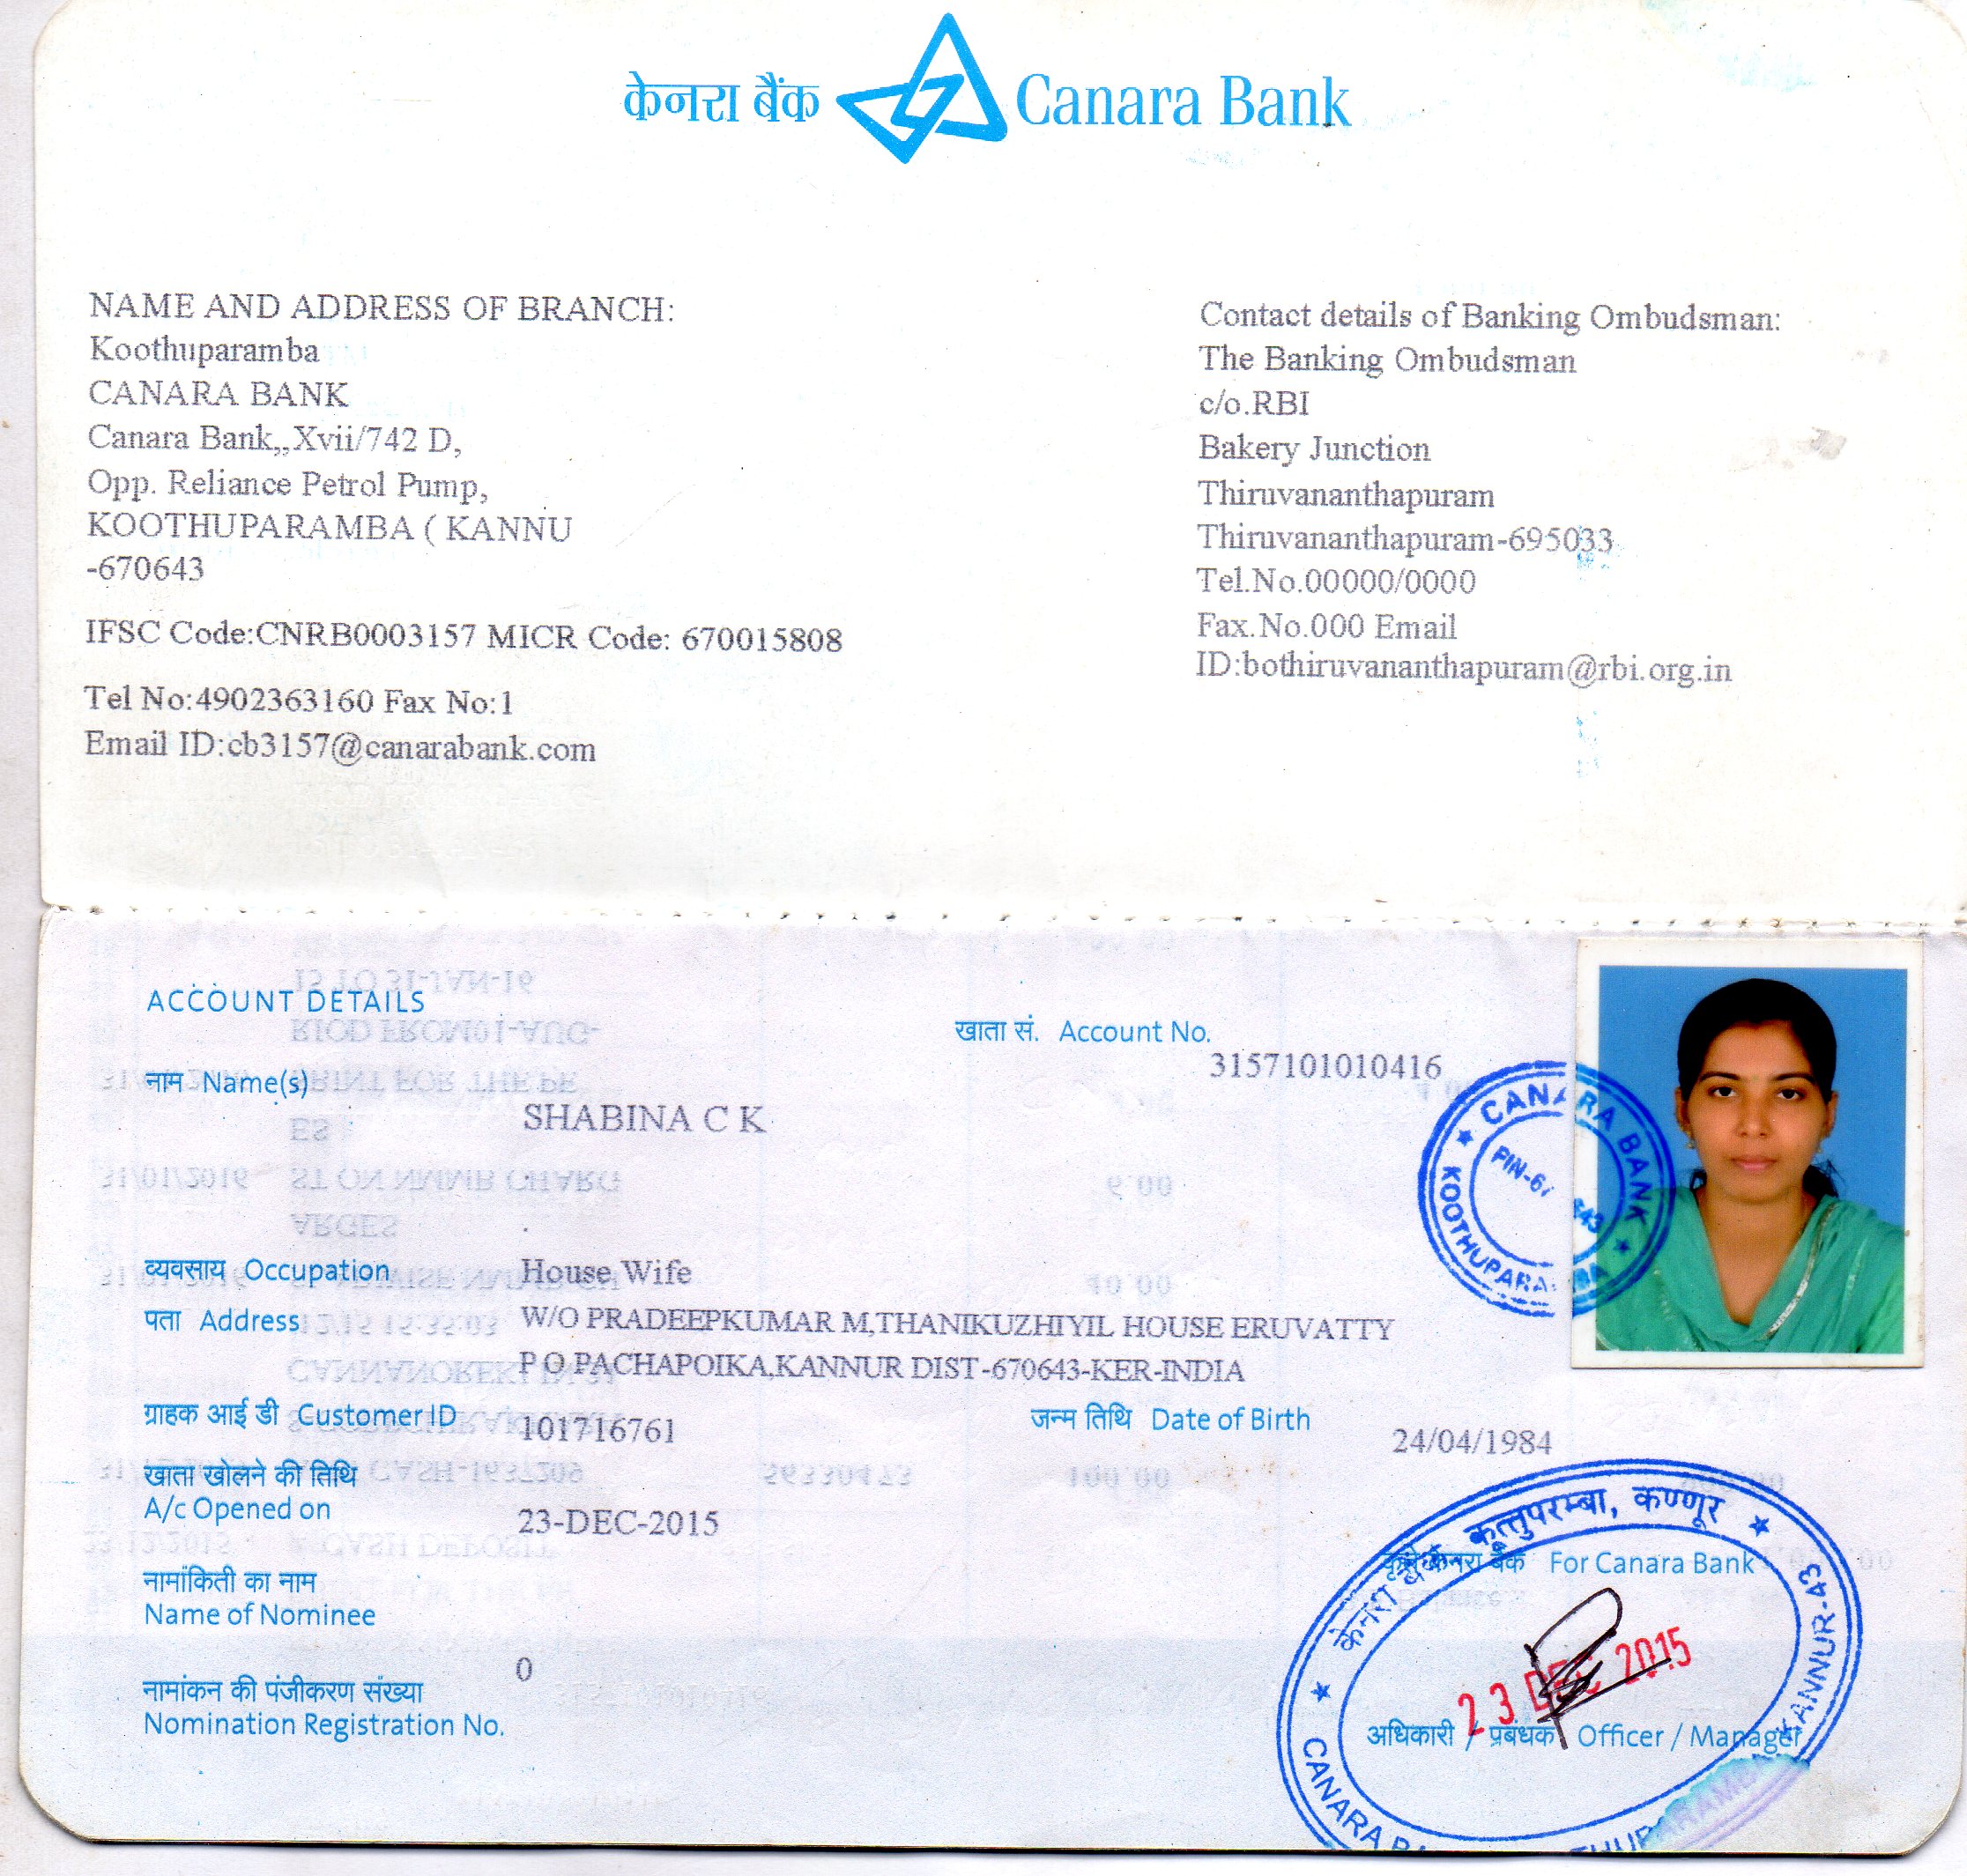 केनरा बैंक Canara Bank
NAME AND ADDRESS OF BRANCH:
Koothuparamba
CANARA BANK
Canara Bank,,Xvii/742 D,
Opp. Reliance Petrol Pump,
KOOTHUPARAMBA ( KANNU
-670643
IFSC Code:CNRB0003157 MICR Code: 670015808
Tel No:4902363160 Fax No:1
Email ID:cb3157@canarabank.com
Contact details of Banking Ombudsman:
The Banking Ombudsman
c/o.RBI
Bakery Junction
Thiruvananthapuram
Thiruvananthapuram-695033
Tel.No.00000/0000
Fax.No.000 Email
ID:bothiruvananthapuram@rbi.org.in
ACCOUNT DETAILS
खाता सं. Account No.
3157101010416
नाम Name(s)
SHABINA C K
CANARA BANK
KOOTHUPARA
PIN-6
643
व्यवसाय Occupation House Wife
पता Address W/O PRADEEPKUMAR M,THANIKUZHIYIL HOUSE ERUVATTY
P O PACHAPOIKA,KANNUR DIST-670643-KER-INDIA
ग्राहक आई डी Customer ID 101716761
जन्म तिथि Date of Birth 24/04/1984
खाता खोलने की तिथि
A/c Opened on 23-DEC-2015
नामांकिती का नाम
Name of Nominee
0
नामांकन की पंजीकरण संख्या
Nomination Registration No.
केनरा बैंक, कूत्तुपरम्बा, कण्णूर
कृते केनरा बैंक For Canara Bank
23 DEC 2015
अधिकारी / प्रबंधक Officer / Manager
CANARA
KANNUR-43